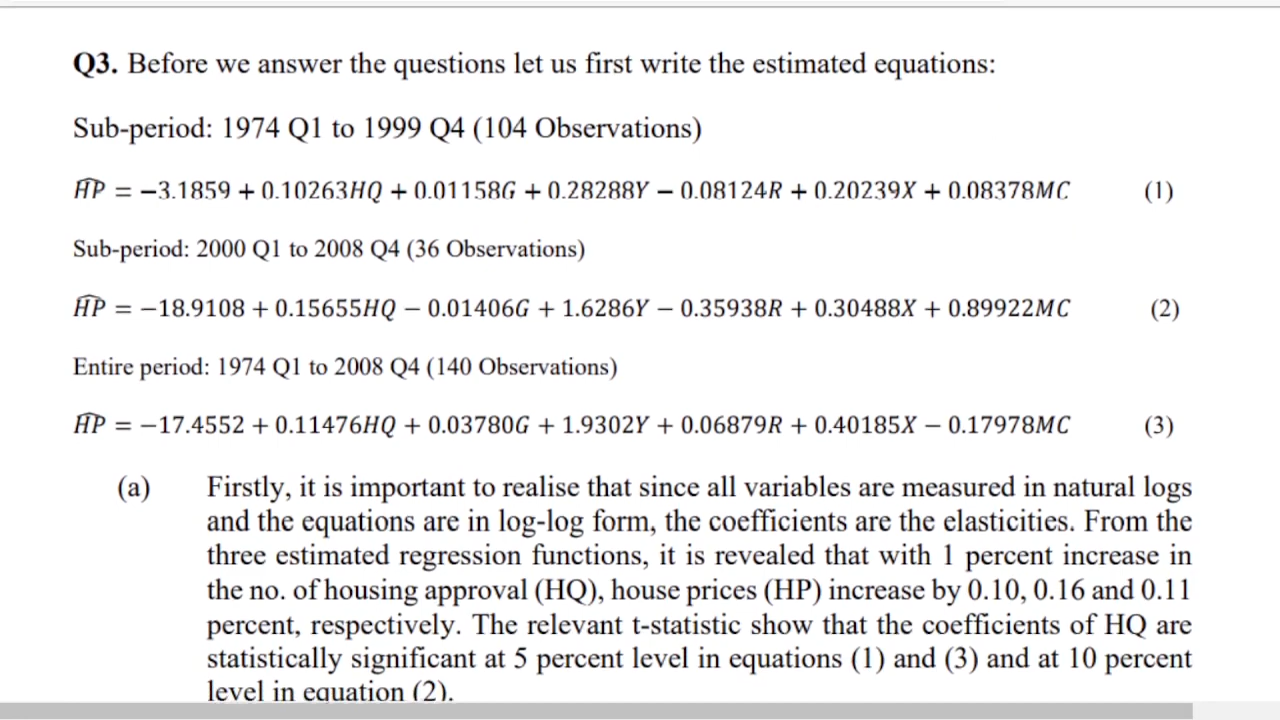 Q3. Before we answer the questions let us first write the estimated equations:
Sub-period: 1974 Q1 to 1999 Q4 (104 Observations)
ĤP = −3.1859 + 0.10263HQ + 0.01158G + 0.28288Y − 0.08124R + 0.20239X + 0.08378MC (1)
Sub-period: 2000 Q1 to 2008 Q4 (36 Observations)
ĤP = −18.9108 + 0.15655HQ − 0.01406G + 1.6286Y − 0.35938R + 0.30488X + 0.89922MC (2)
Entire period: 1974 Q1 to 2008 Q4 (140 Observations)
ĤP = −17.4552 + 0.11476HQ + 0.03780G + 1.9302Y + 0.06879R + 0.40185X − 0.17978MC (3)
(a) Firstly, it is important to realise that since all variables are measured in natural logs
and the equations are in log-log form, the coefficients are the elasticities. From the
three estimated regression functions, it is revealed that with 1 percent increase in
the no. of housing approval (HQ), house prices (HP) increase by 0.10, 0.16 and 0.11
percent, respectively. The relevant t-statistic show that the coefficients of HQ are
statistically significant at 5 percent level in equations (1) and (3) and at 10 percent
level in equation (2).